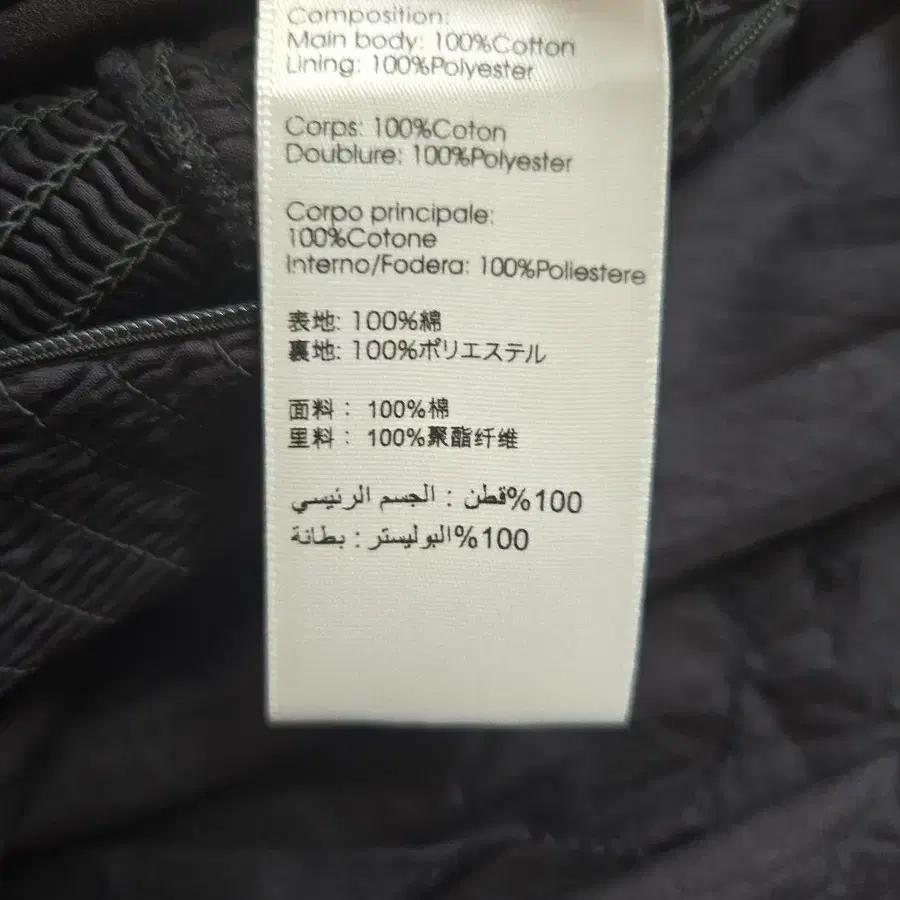 Composition:
Main body: 100%Cotton
Lining: 100%Polyester
Corps: 100%Coton
Doublure: 100%Polyester
Corpo principale:
100%Cotone
Interno/Fodera: 100%Poliestere
表地: 100%綿
裏地: 100%ポリエステル
面料： 100%棉
里料： 100%聚酯纤维
الجسم الرئيسي : قطن%100
بطانة : البوليستر%100